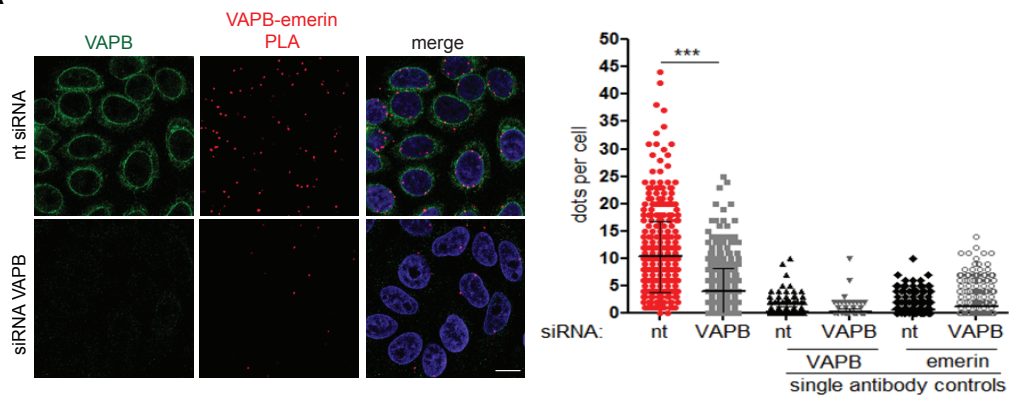 VAPB
VAPB-emerin
PLA
merge
nt siRNA
siRNA VAPB
dots per cell
50
45
40
35
30
25
20
15
10
5
0
***
siRNA:
nt
VAPB
nt
VAPB
nt
VAPB
VAPB
emerin
single antibody controls